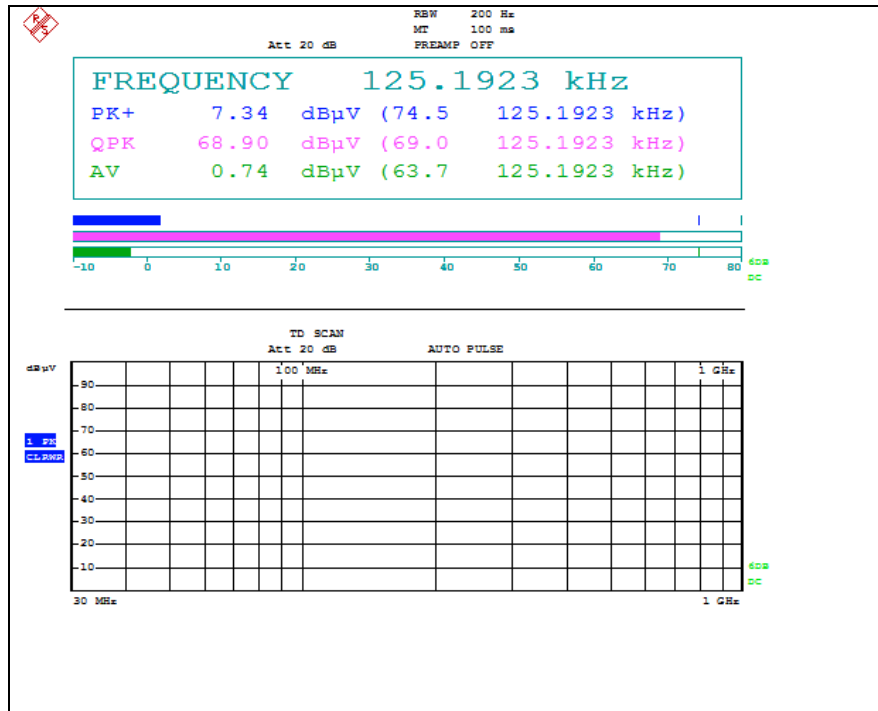 R S
RBW 200 Hz
MT 100 ms
Att 20 dB PREAMP OFF
FREQUENCY 125.1923 kHz
PK+ 7.34 dBµV (74.5 125.1923 kHz)
QPK 68.90 dBµV (69.0 125.1923 kHz)
AV 0.74 dBµV (63.7 125.1923 kHz)
-10 0 10 20 30 40 50 60 70 80
6DB
DC
TD SCAN
Att 20 dB AUTO PULSE
dBµV
100 MHz 1 GHz
90
80
70
1 PK
CLRWR
60
50
40
30
20
10
6DB
DC
30 MHz 1 GHz